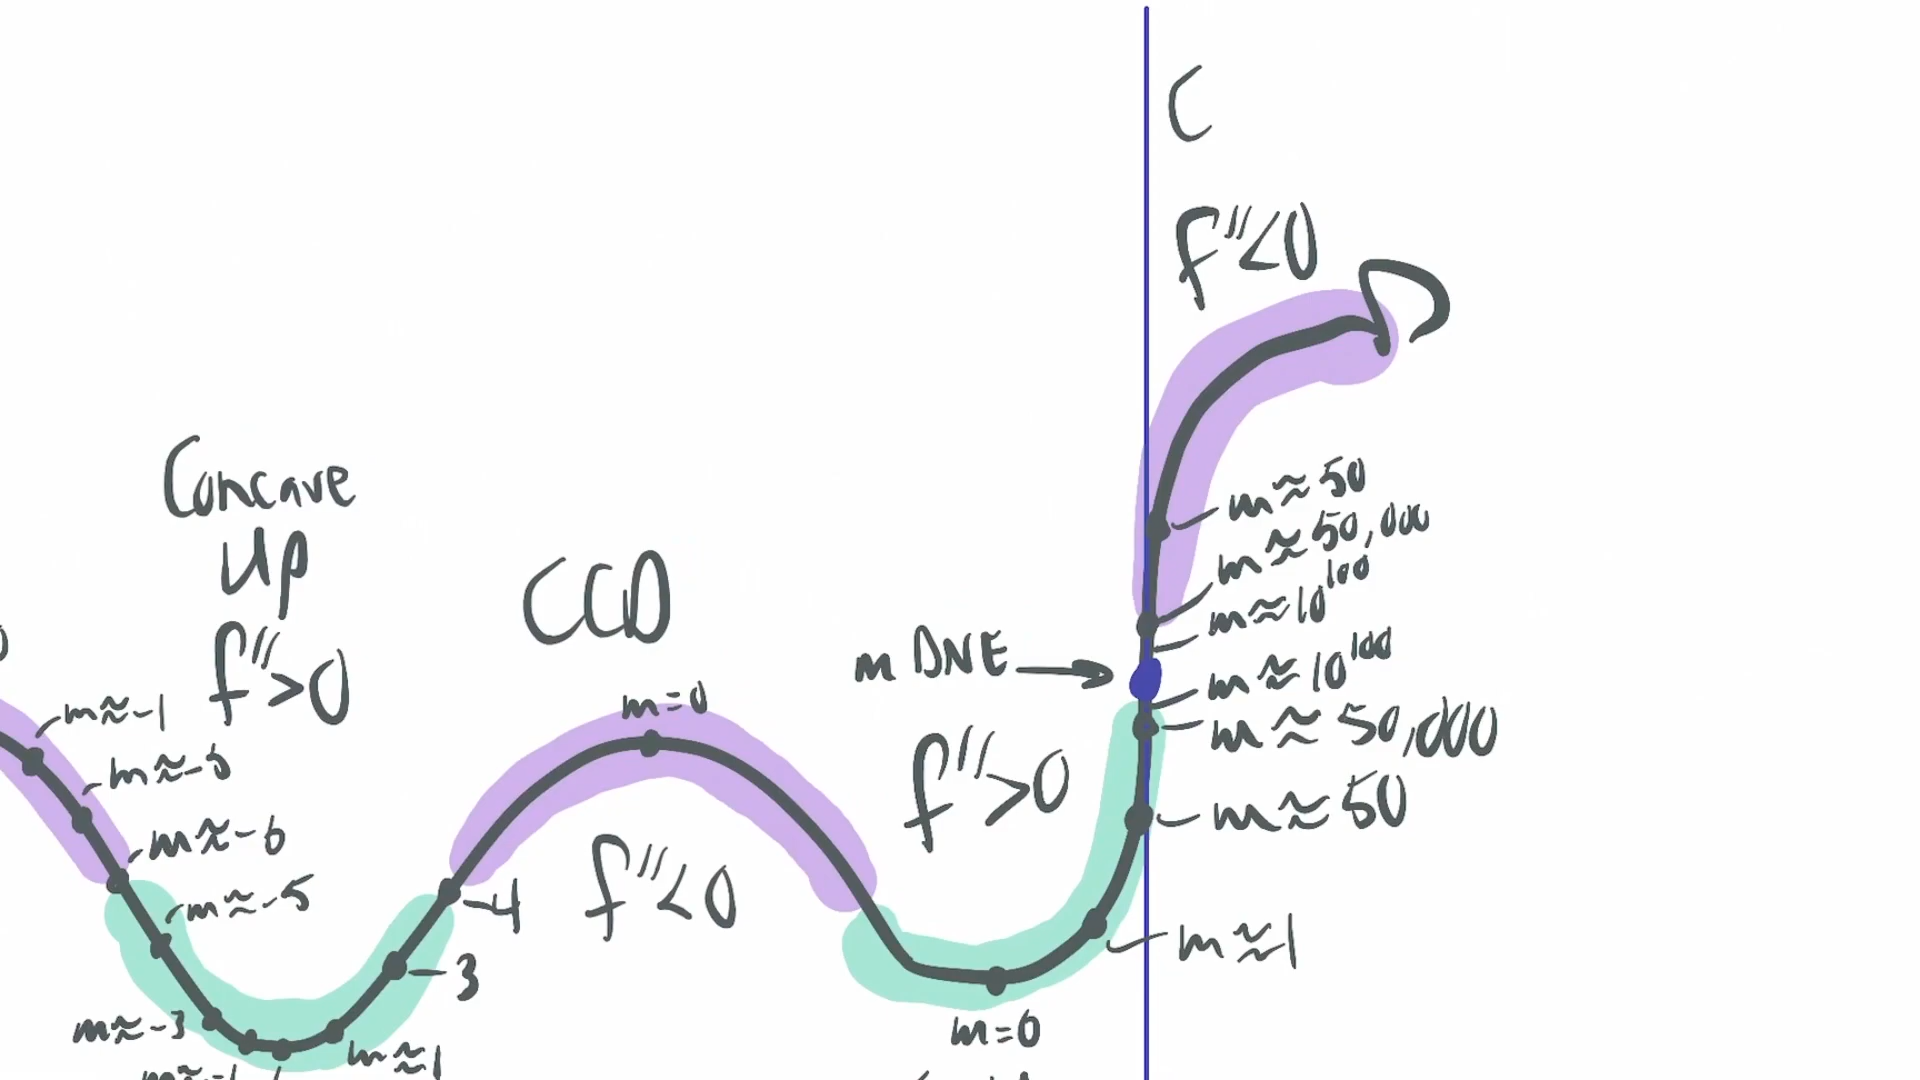 C
f''<0
Concave
Up
f''>0
m≈-1
m≈-5
m≈-6
m≈-5
m≈-3
m≈1
3
-4
CCD
m=0
f''<0
m DNE
f''>0
m=0
m≈50
m≈50,000
m≈10^100
m≈10^100
m≈50,000
m≈50
m≈1